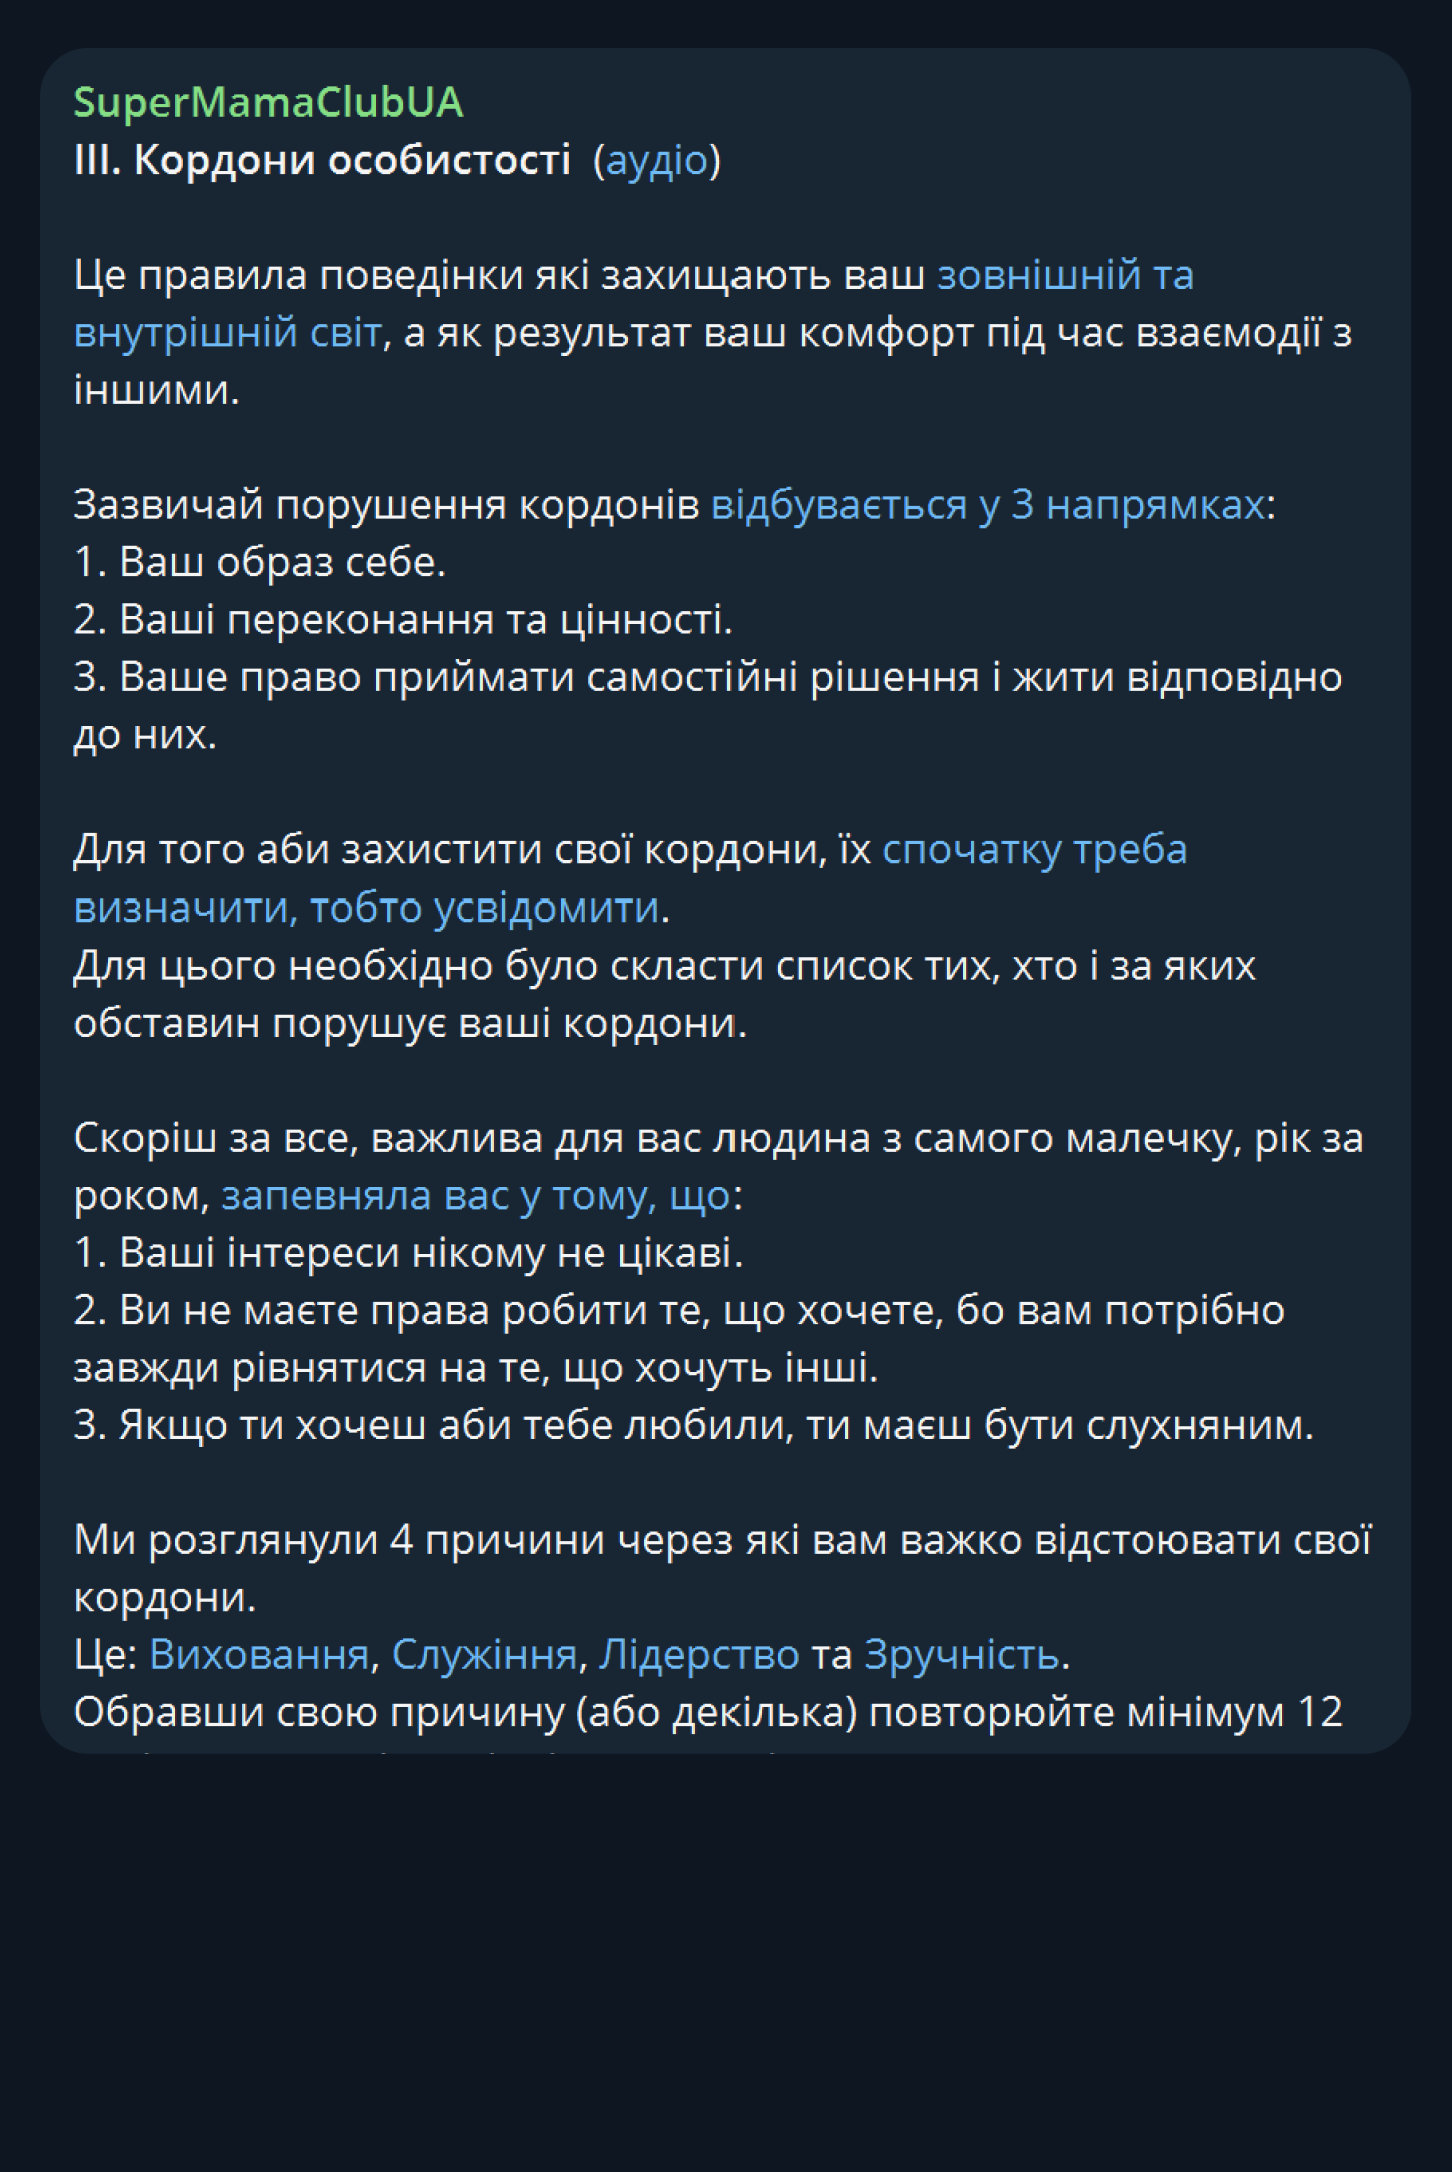 SuperMamaClubUA
III. Кордони особистості (аудіо)
Це правила поведінки які захищають ваш зовнішній та
внутрішній світ, а як результат ваш комфорт під час взаємодії з
іншими.
Зазвичай порушення кордонів відбувається у 3 напрямках:
1. Ваш образ себе.
2. Ваші переконання та цінності.
3. Ваше право приймати самостійні рішення і жити відповідно
до них.
Для того аби захистити свої кордони, їх спочатку треба
визначити, тобто усвідомити.
Для цього необхідно було скласти список тих, хто і за яких
обставин порушує ваші кордони.
Скоріш за все, важлива для вас людина з самого малечку, рік за
роком, запевняла вас у тому, що:
1. Ваші інтереси нікому не цікаві.
2. Ви не маєте права робити те, що хочете, бо вам потрібно
завжди рівнятися на те, що хочуть інші.
3. Якщо ти хочеш аби тебе любили, ти маєш бути слухняним.
Ми розглянули 4 причини через які вам важко відстоювати свої
кордони.
Це: Виховання, Служіння, Лідерство та Зручність.
Обравши свою причину (або декілька) повторюйте мінімум 12